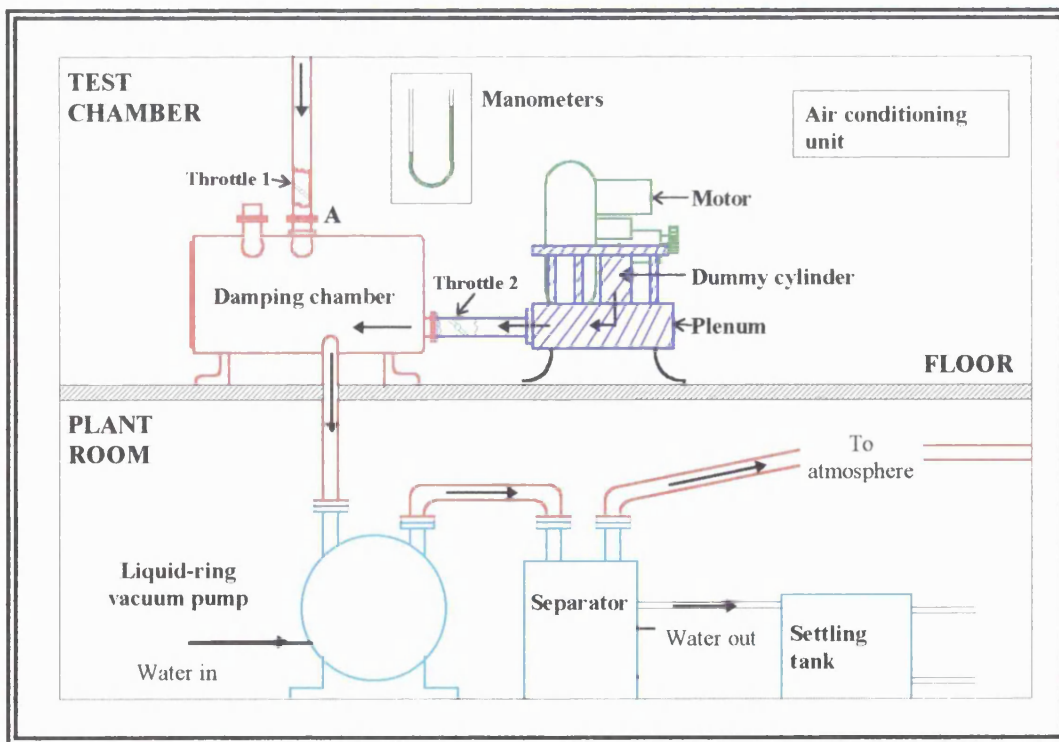 TEST
CHAMBER
Manometers
Air conditioning
unit
Throttle 1
A
Motor
Damping chamber
Throttle 2
Dummy cylinder
Plenum
FLOOR
PLANT
ROOM
To
atmosphere
Liquid-ring
vacuum pump
Water in
Separator
Water out
Settling
tank